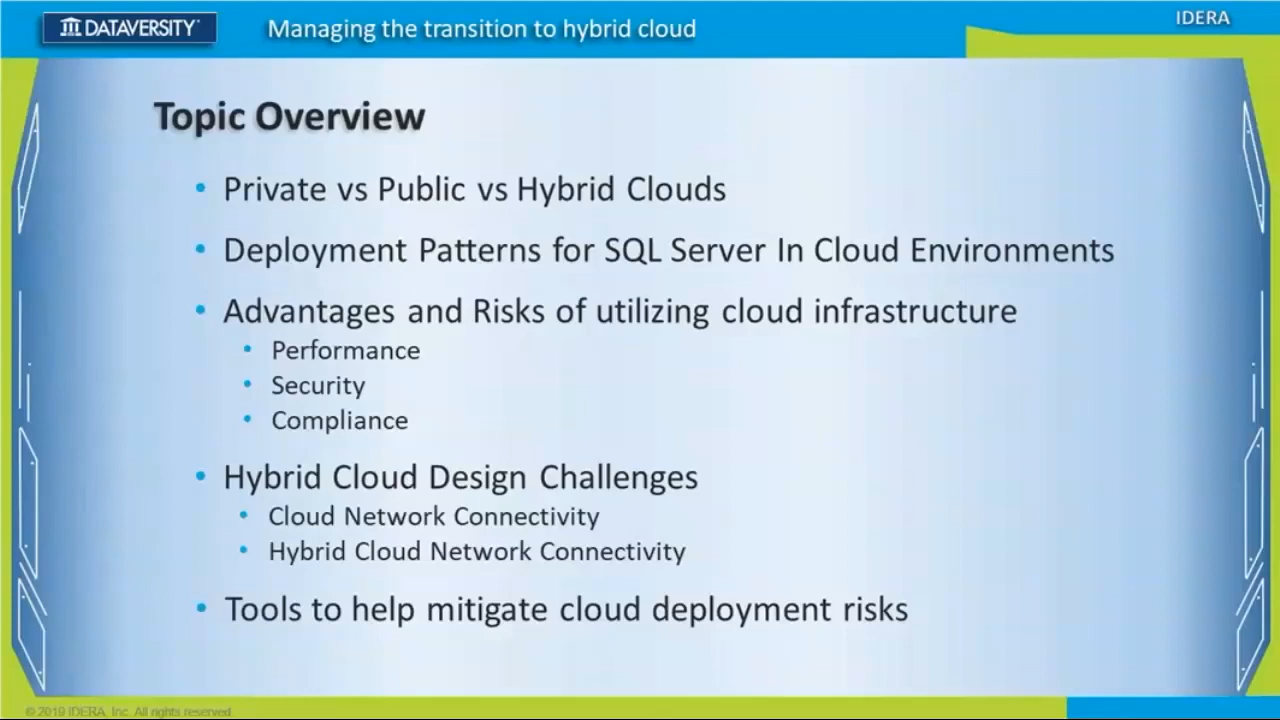 DATAVERSITY
Managing the transition to hybrid cloud
IDERA
Topic Overview
• Private vs Public vs Hybrid Clouds
• Deployment Patterns for SQL Server In Cloud Environments
• Advantages and Risks of utilizing cloud infrastructure
• Performance
• Security
• Compliance
• Hybrid Cloud Design Challenges
• Cloud Network Connectivity
• Hybrid Cloud Network Connectivity
• Tools to help mitigate cloud deployment risks
© 2019 IDERA, Inc. All rights reserved.